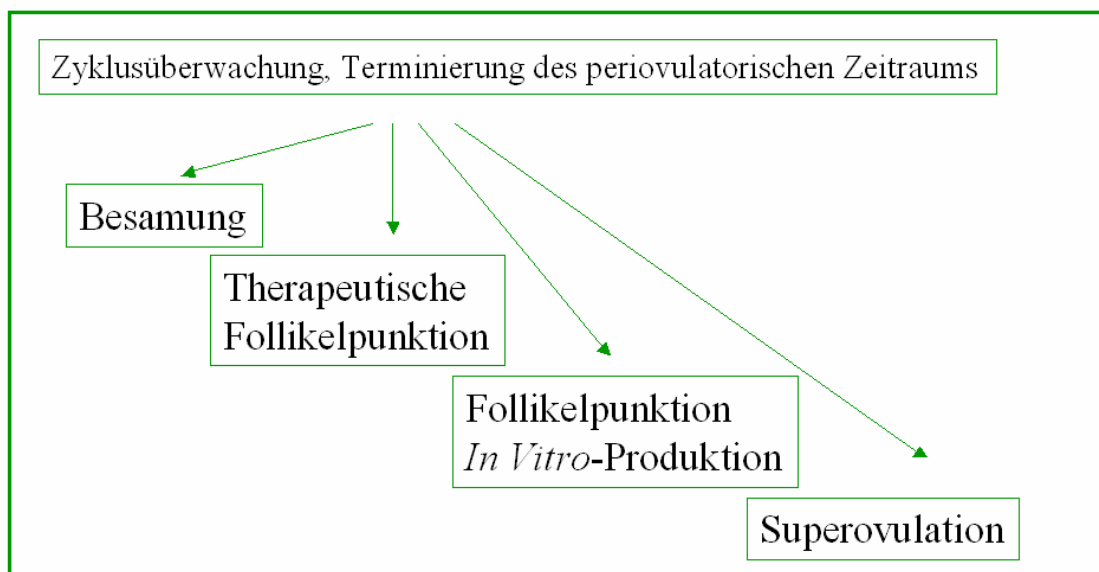 Zyklusüberwachung, Terminierung des periovulatorischen Zeitraums
Besamung
Therapeutische
Follikelpunktion
Follikelpunktion
In Vitro-Produktion
Superovulation